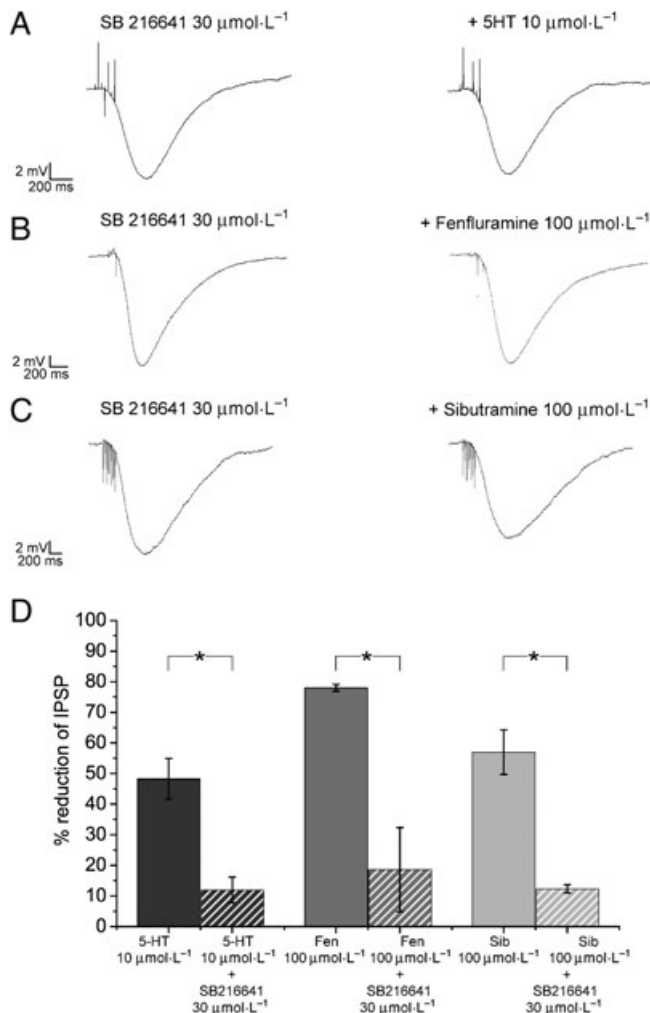 A
SB 216641 30 µmol·L⁻¹
+ 5HT 10 µmol·L⁻¹
2 mV
200 ms
B
SB 216641 30 µmol·L⁻¹
+ Fenfluramine 100 µmol·L⁻¹
2 mV
200 ms
C
SB 216641 30 µmol·L⁻¹
+ Sibutramine 100 µmol·L⁻¹
2 mV
200 ms
D
% reduction of IPSP
100
90
80
70
60
50
40
30
20
10
0
*
*
*
5-HT
10 µmol·L⁻¹
5-HT
10 µmol·L⁻¹
+
SB216641
30 µmol·L⁻¹
Fen
100 µmol·L⁻¹
Fen
100 µmol·L⁻¹
+
SB216641
30 µmol·L⁻¹
Sib
100 µmol·L⁻¹
Sib
100 µmol·L⁻¹
+
SB216641
30 µmol·L⁻¹